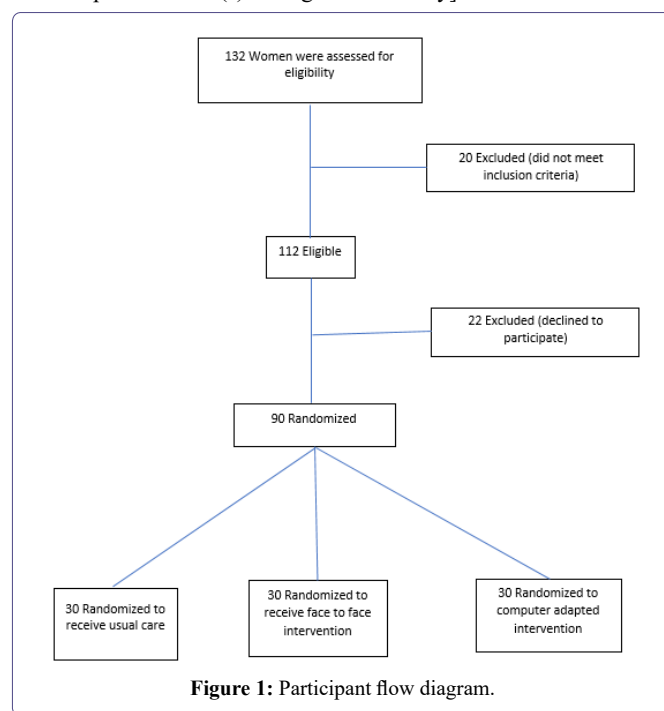 132 Women were assessed for
eligibility
20 Excluded (did not meet
inclusion criteria)
112 Eligible
22 Excluded (declined to
participate)
90 Randomized
30 Randomized to
receive usual care
30 Randomized to
receive face to face
intervention
30 Randomized to
computer adapted
intervention
Figure 1: Participant flow diagram.